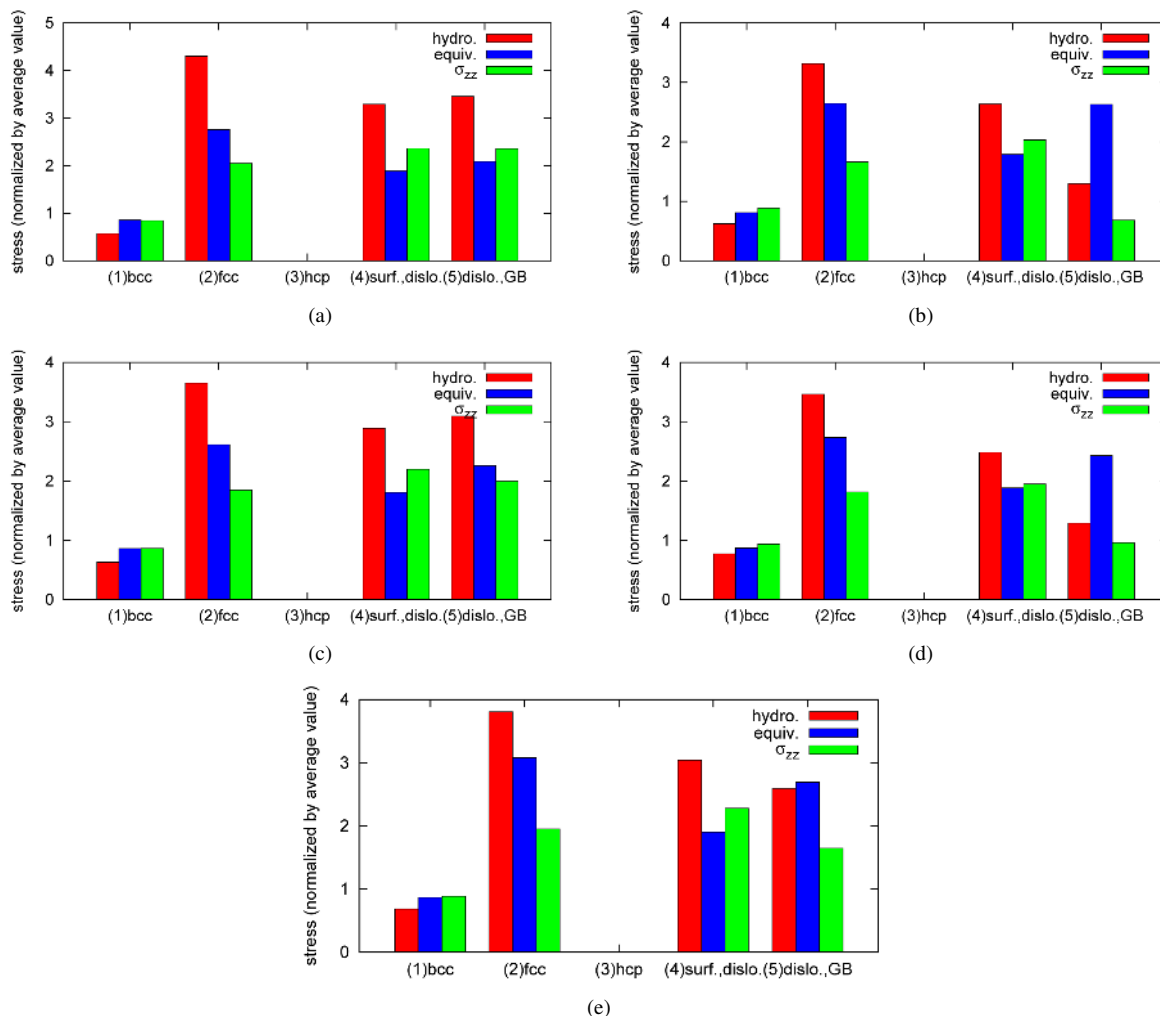 stress (normalized by average value)
5
4
3
2
1
0
hydro.
equiv.
σzz
(1)bcc (2)fcc (3)hcp (4)surf.,dislo.(5)dislo.,GB
(a)
stress (normalized by average value)
4
3
2
1
0
hydro.
equiv.
σzz
(1)bcc (2)fcc (3)hcp (4)surf.,dislo.(5)dislo.,GB
(b)
stress (normalized by average value)
4
3
2
1
0
hydro.
equiv.
σzz
(1)bcc (2)fcc (3)hcp (4)surf.,dislo.(5)dislo.,GB
(c)
stress (normalized by average value)
4
3
2
1
0
hydro.
equiv.
σzz
(1)bcc (2)fcc (3)hcp (4)surf.,dislo.(5)dislo.,GB
(d)
stress (normalized by average value)
4
3
2
1
0
hydro.
equiv.
σzz
(1)bcc (2)fcc (3)hcp (4)surf.,dislo.(5)dislo.,GB
(e)